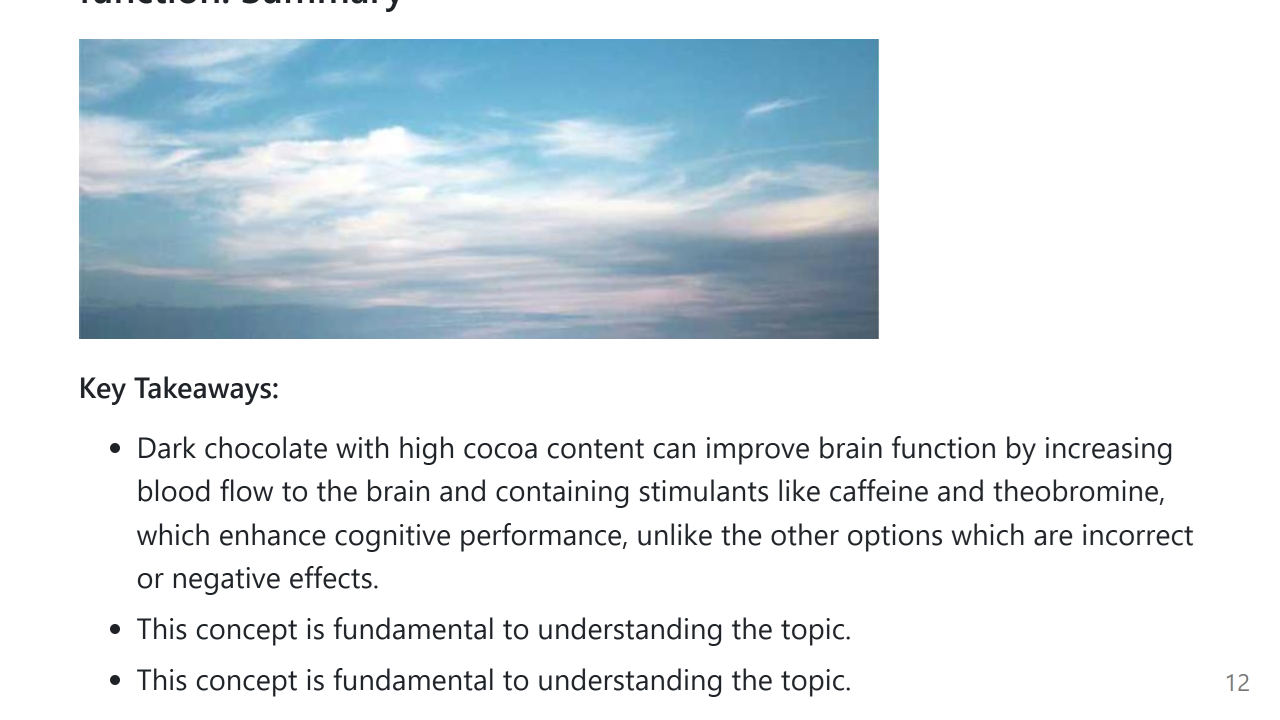 function: Summary
Key Takeaways:
• Dark chocolate with high cocoa content can improve brain function by increasing
blood flow to the brain and containing stimulants like caffeine and theobromine,
which enhance cognitive performance, unlike the other options which are incorrect
or negative effects.
• This concept is fundamental to understanding the topic.
• This concept is fundamental to understanding the topic.
12